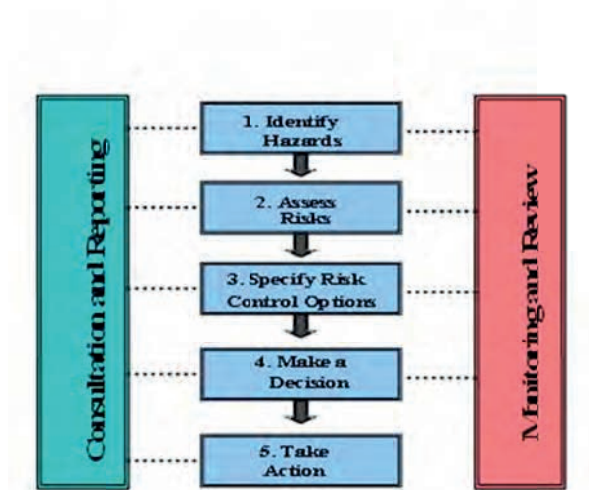 Consultation and Reporting
1. Identify
Hazards
2. Assess
Risks
3. Specify Risk
Control Options
4. Make a
Decision
5. Take
Action
Monitoring and Review